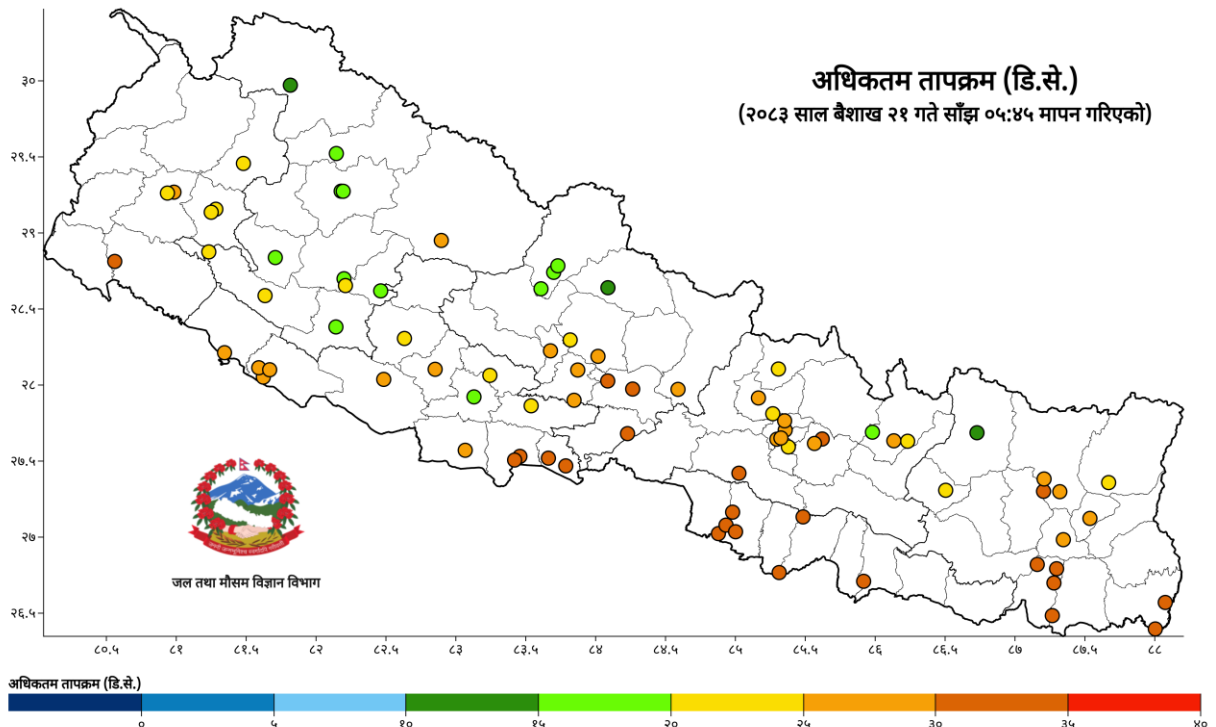 अधिकतम तापक्रम (डि.से.)
(२०८३ साल बैशाख २१ गते साँझ ०५:४५ मापन गरिएको)
३०
२९.५
२९
२८.५
२८
२७.५
२७
२६.५
जल तथा मौसम विज्ञान विभाग
८०.५ ८१ ८१.५ ८२ ८२.५ ८३ ८३.५ ८४ ८४.५ ८५ ८५.५ ८६ ८६.५ ८७ ८७.५ ८८
अधिकतम तापक्रम (डि.से.)
० ५ १० १५ २० २५ ३० ३५ ४०